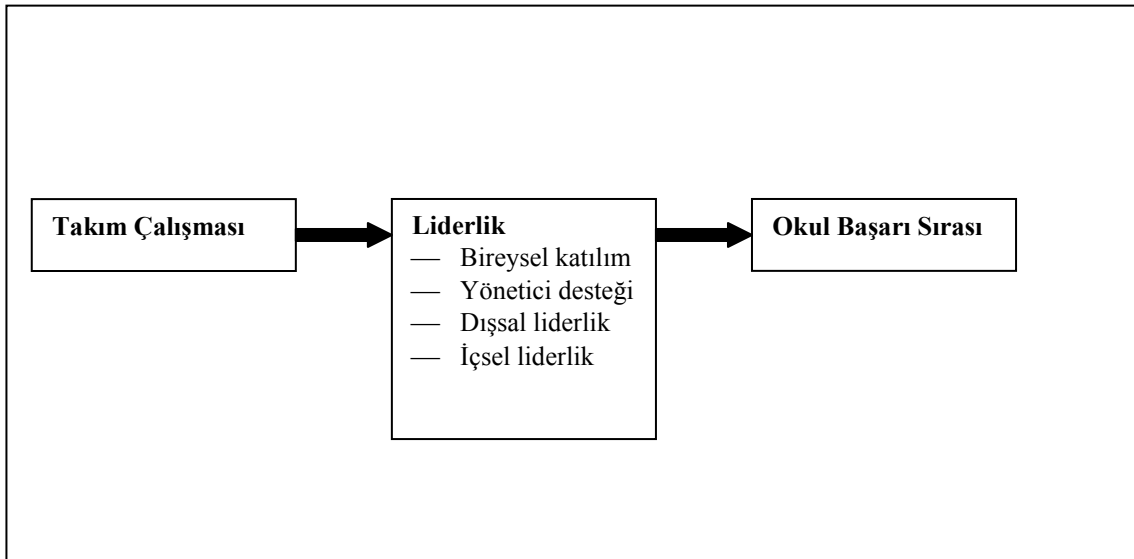 Takım Çalışması
Liderlik
— Bireysel katılım
— Yönetici desteği
— Dışsal liderlik
— İçsel liderlik
Okul Başarı Sırası